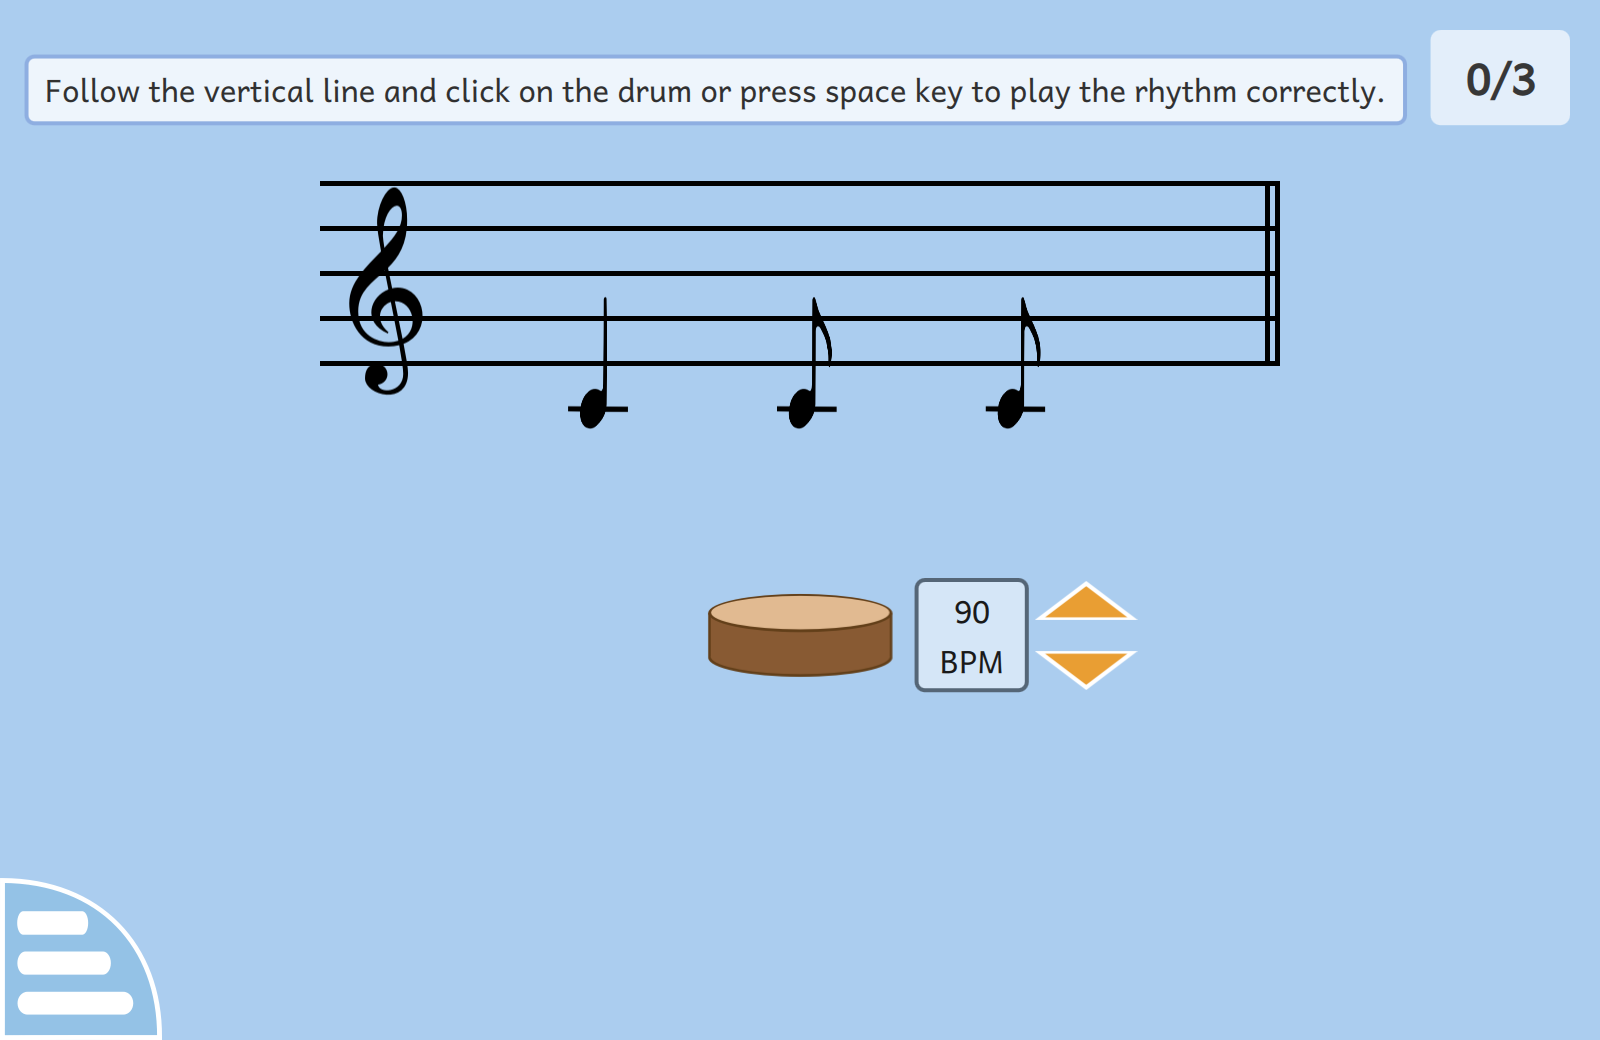 Follow the vertical line and click on the drum or press space key to play the rhythm correctly.
0/3
90
BPM